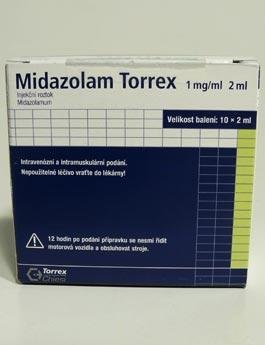 Midazolam Torrex 1 mg/ml 2 ml
Injekční roztok
Midazolamum
Velikost balení: 10 × 2 ml
Intravenózní a intramuskulární podání.
Nepoužitelné léčivo vraťte do lékárny!
12 hodin po podání přípravku se nesmí řídit
motorová vozidla a obsluhovat stroje.
Torrex
Chiesi